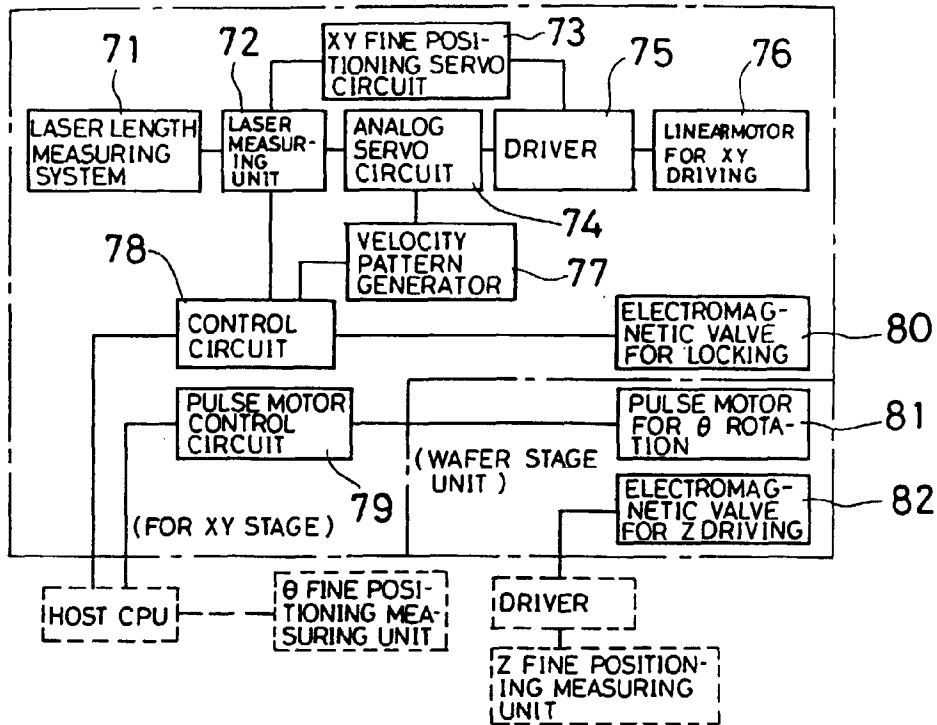 73
XY FINE POSI-
TIONING SERVO
CIRCUIT
71
72
75
76
LASER LENGTH
MEASURING
SYSTEM
LASER
MEASUR-
ING
UNIT
ANALOG
SERVO
CIRCUIT
DRIVER
LINEARMOTOR
FOR XY
DRIVING
74
VELOCITY
PATTERN
GENERATOR
77
78
CONTROL
CIRCUIT
ELECTROMAG-
NETIC VALVE
FOR LOCKING
80
PULSE MOTOR
CONTROL
CIRCUIT
79
PULSE MOTOR
FOR θ ROTA-
TION
81
(WAFER STAGE
UNIT)
ELECTROMAG-
NETIC VALVE
FOR Z DRIVING
82
(FOR XY STAGE)
HOST CPU
θ FINE POSI-
TIONING MEA-
SURING UNIT
DRIVER
Z FINE POSITION-
ING MEASURING
UNIT